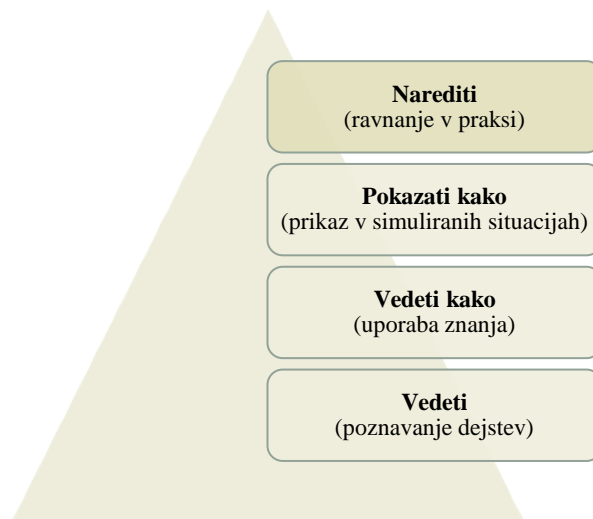 Narediti
(ravnanje v praksi)
Pokazati kako
(prikaz v simuliranih situacijah)
Vedeti kako
(uporaba znanja)
Vedeti
(poznavanje dejstev)